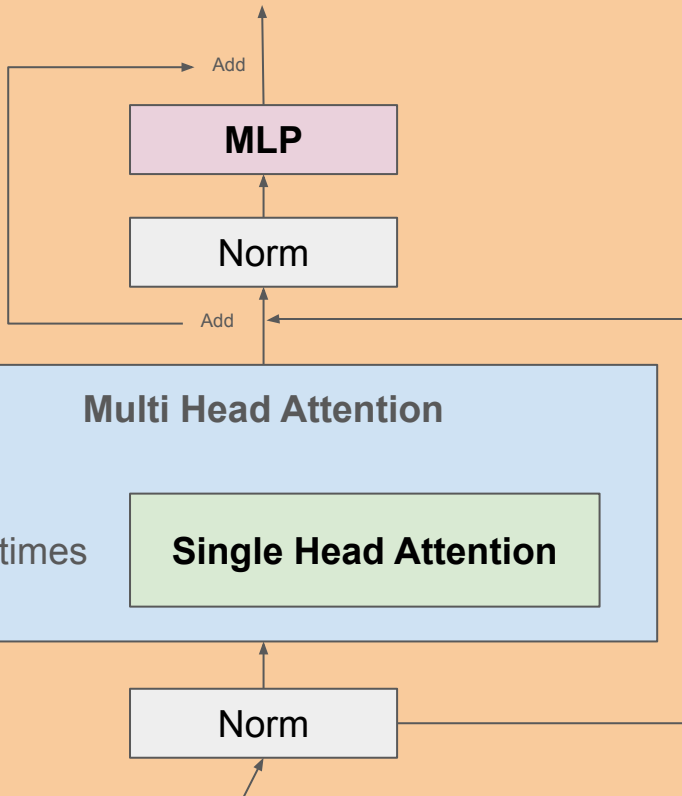 Add
MLP
Norm
Add
Multi Head Attention
times
Single Head Attention
Norm